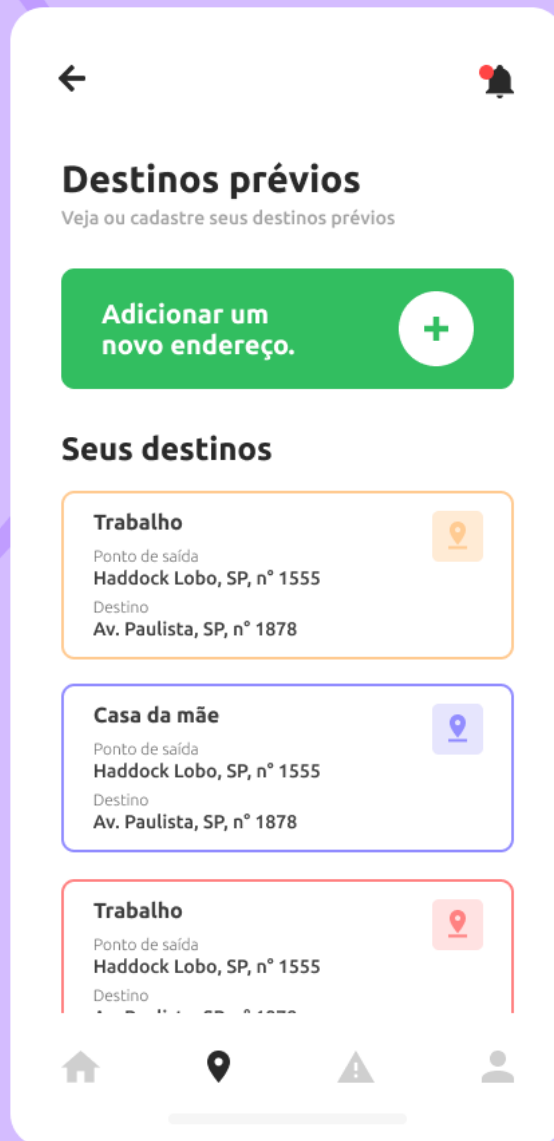 Destinos prévios
Veja ou cadastre seus destinos prévios
Adicionar um
novo endereço.
Seus destinos
Trabalho
Ponto de saída
Haddock Lobo, SP, n° 1555
Destino
Av. Paulista, SP, n° 1878
Casa da mãe
Ponto de saída
Haddock Lobo, SP, n° 1555
Destino
Av. Paulista, SP, n° 1878
Trabalho
Ponto de saída
Haddock Lobo, SP, n° 1555
Destino